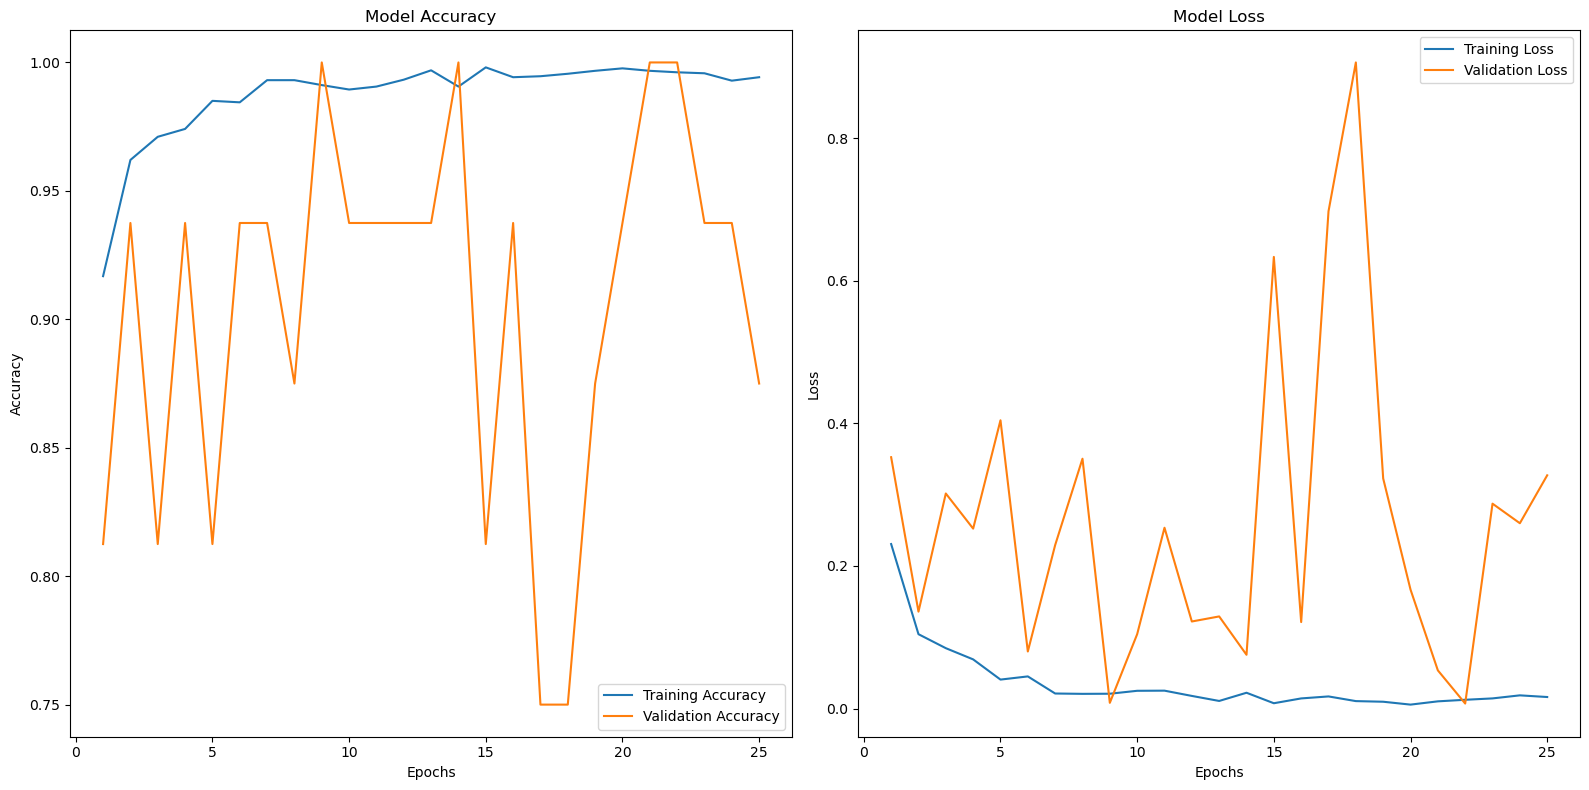 Model Accuracy
1.00
0.95
0.90
0.85
0.80
0.75
Accuracy
0
5
10
15
20
25
Epochs
Training Accuracy
Validation Accuracy
Model Loss
0.8
0.6
0.4
0.2
0.0
Loss
0
5
10
15
20
25
Epochs
Training Loss
Validation Loss